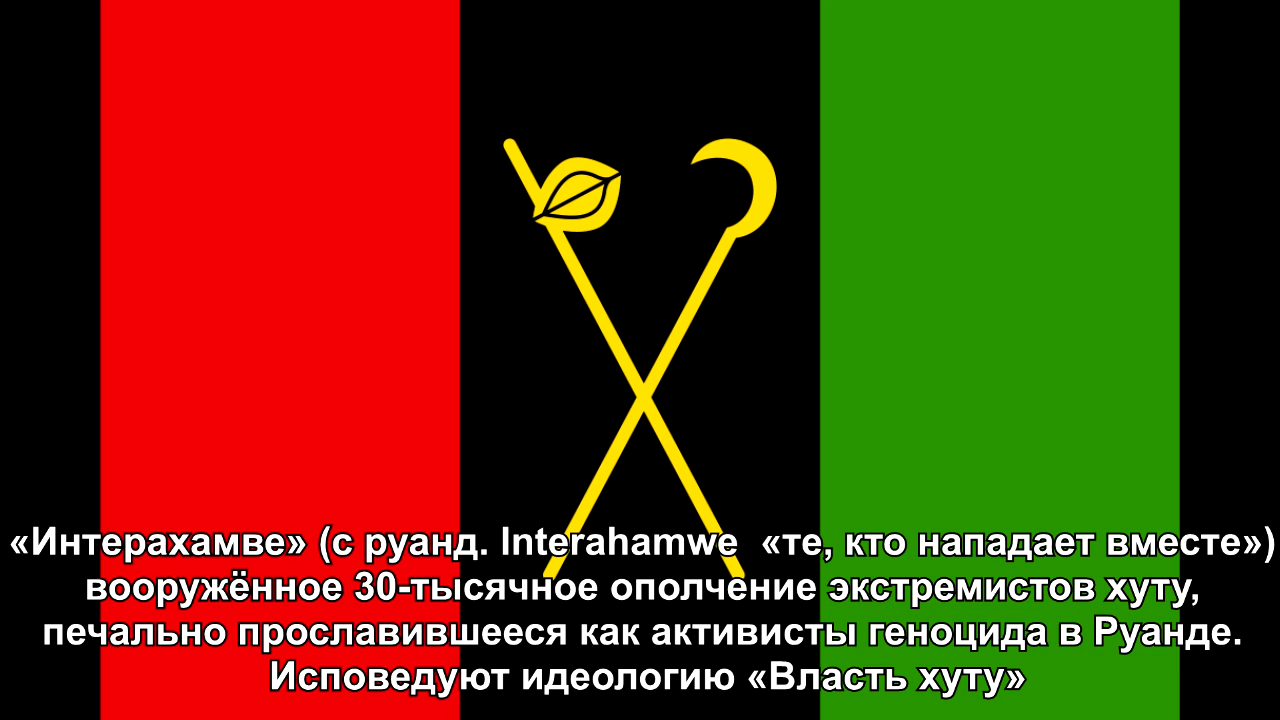 «Интерахамве» (с руанд. Interahamwe  «те, кто нападает вместе»)
вооружённое 30-тысячное ополчение экстремистов хуту,
печально прославившееся как активисты геноцида в Руанде.
Исповедуют идеологию «Власть хуту»